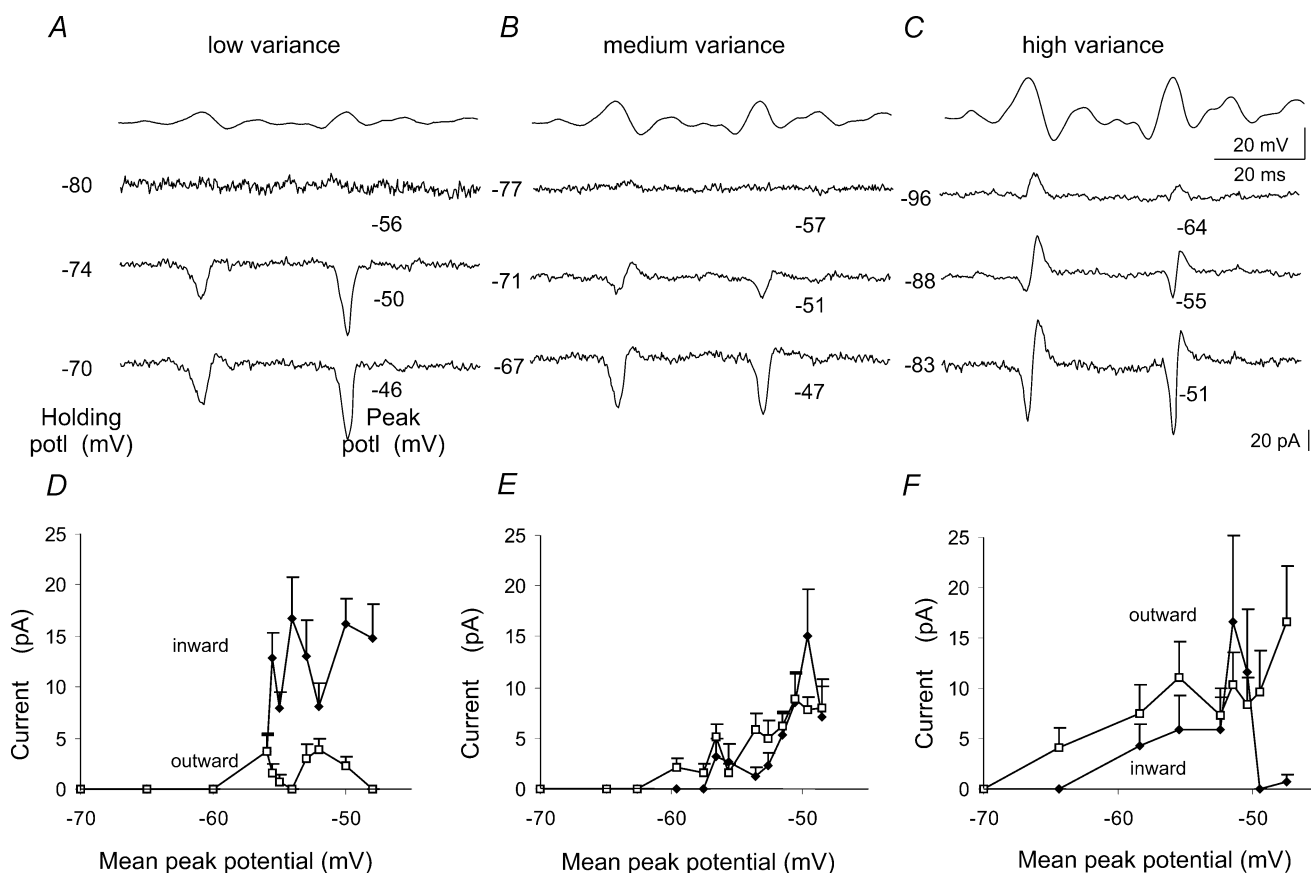 A
B
C
low variance
medium variance
high variance
20 mV
20 ms
-80
-77
-96
-56
-57
-64
-74
-71
-88
-50
-51
-55
-70
-67
-83
-46
-47
-51
Holding
potl (mV)
Peak
potl (mV)
20 pA
D
E
F
25
20
15
10
5
0
Current (pA)
inward
outward
-70
-60
-50
Mean peak potential (mV)
25
20
15
10
5
0
Current (pA)
-70
-60
-50
Mean peak potential (mV)
25
20
15
10
5
0
Current (pA)
outward
inward
-70
-60
-50
Mean peak potential (mV)